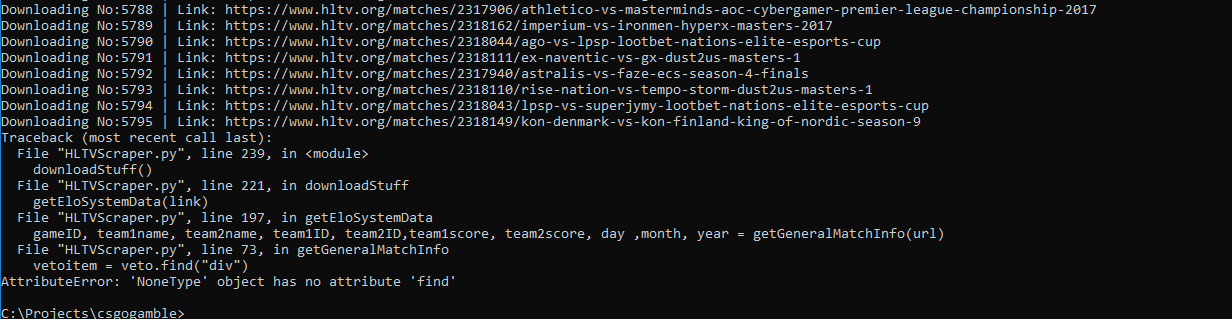 Downloading No:5788 | Link: https://www.hltv.org/matches/2317906/athletico-vs-masterminds-aoc-cybergamer-premier-league-championship-2017
Downloading No:5789 | Link: https://www.hltv.org/matches/2318162/imperium-vs-ironmen-hyperx-masters-2017
Downloading No:5790 | Link: https://www.hltv.org/matches/2318044/ago-vs-lpsp-lootbet-nations-elite-esports-cup
Downloading No:5791 | Link: https://www.hltv.org/matches/2318111/ex-naventic-vs-gx-dust2us-masters-1
Downloading No:5792 | Link: https://www.hltv.org/matches/2317940/astralis-vs-faze-ecs-season-4-finals
Downloading No:5793 | Link: https://www.hltv.org/matches/2318110/rise-nation-vs-tempo-storm-dust2us-masters-1
Downloading No:5794 | Link: https://www.hltv.org/matches/2318043/lpsp-vs-superjymy-lootbet-nations-elite-esports-cup
Downloading No:5795 | Link: https://www.hltv.org/matches/2318149/kon-denmark-vs-kon-finland-king-of-nordic-season-9
Traceback (most recent call last):
  File "HLTVScraper.py", line 239, in <module>
    downloadStuff()
  File "HLTVScraper.py", line 221, in downloadStuff
    getEloSystemData(link)
  File "HLTVScraper.py", line 197, in getEloSystemData
    gameID, team1name, team2name, team1ID, team2ID,team1score, team2score, day ,month, year = getGeneralMatchInfo(url)
  File "HLTVScraper.py", line 73, in getGeneralMatchInfo
    vetoitem = veto.find("div")
AttributeError: 'NoneType' object has no attribute 'find'
C:\Projects\csgogamble>